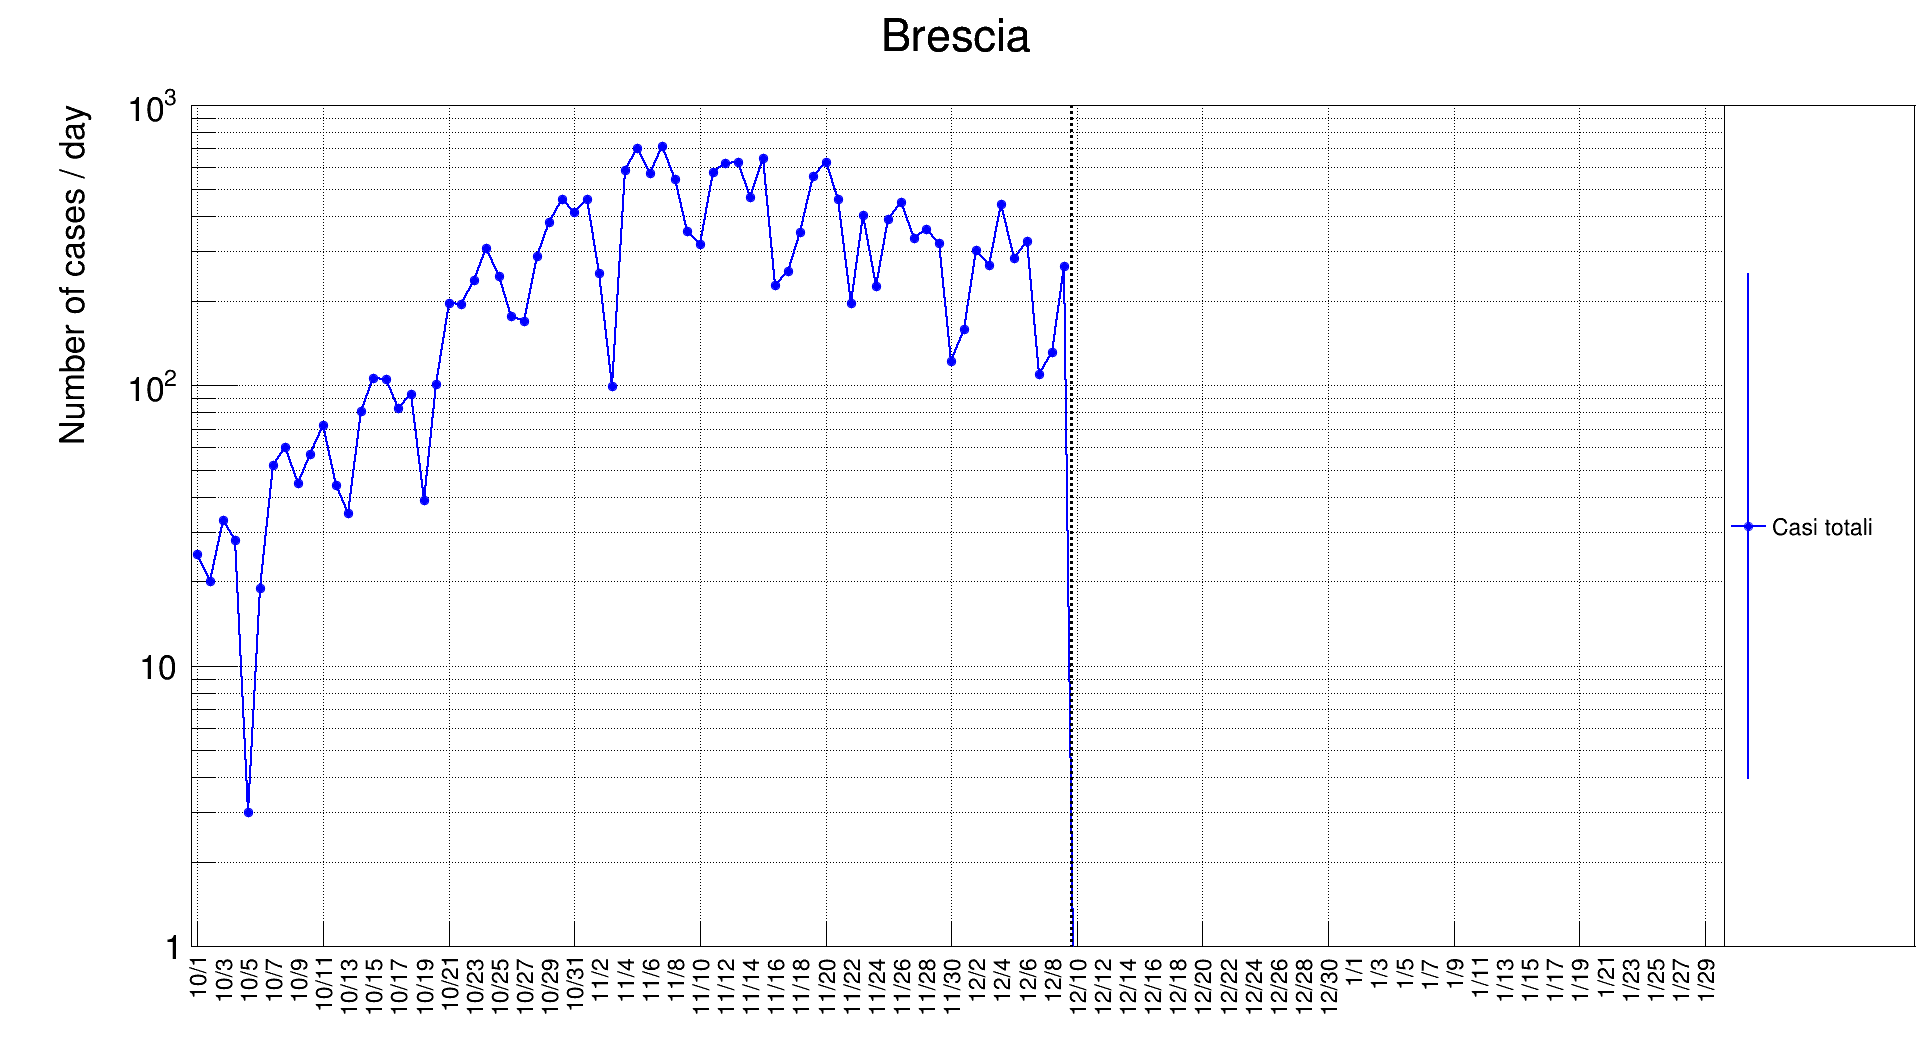 Brescia
Number of cases / day
10³
10²
10
1
10/1 10/3 10/5 10/7 10/9 10/11 10/13 10/15 10/17 10/19 10/21 10/23 10/25 10/27 10/29 10/31 11/2 11/4 11/6 11/8 11/10 11/12 11/14 11/16 11/18 11/20 11/22 11/24 11/26 11/28 11/30 12/2 12/4 12/6 12/8 12/10 12/12 12/14 12/16 12/18 12/20 12/22 12/24 12/26 12/28 12/30 1/1 1/3 1/5 1/7 1/9 1/11 1/13 1/15 1/17 1/19 1/21 1/23 1/25 1/27 1/29
Casi totali